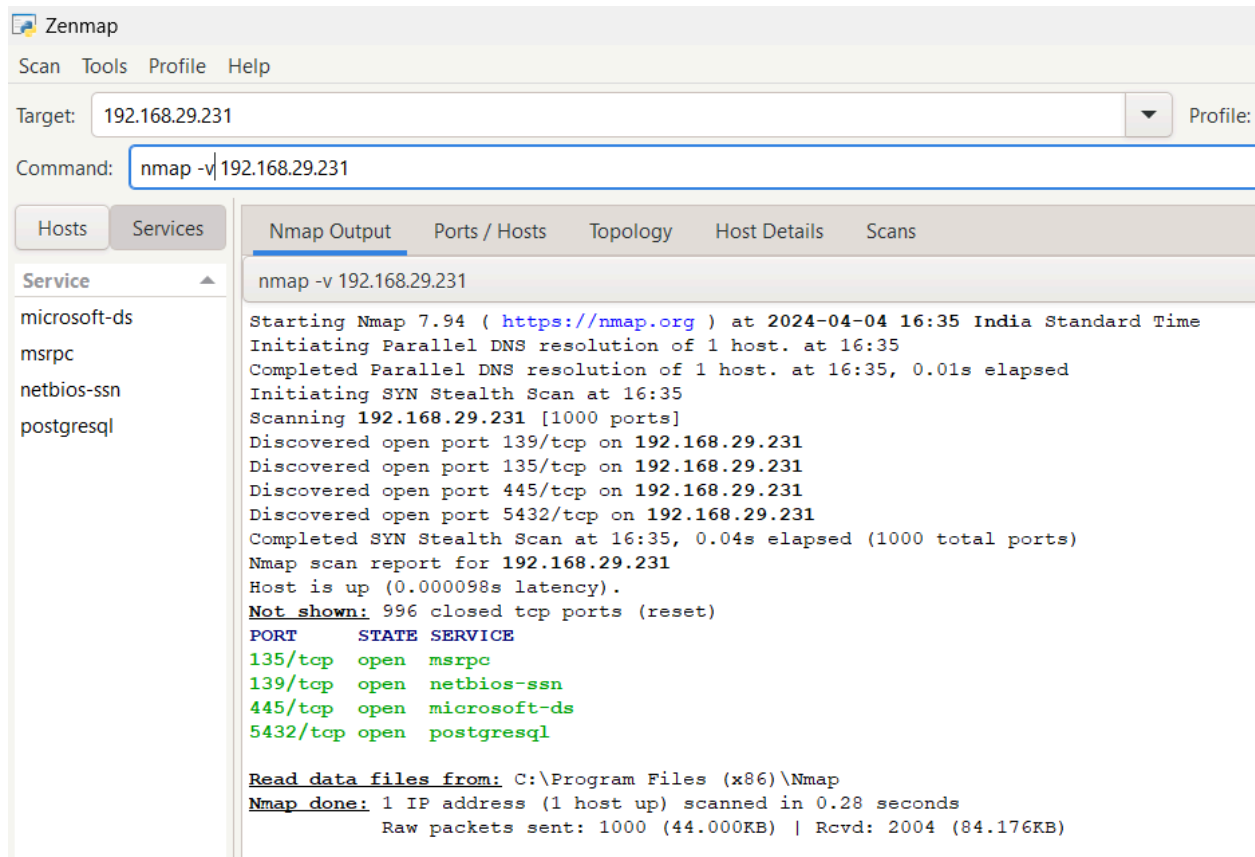 Zenmap
Scan Tools Profile Help
Target: 192.168.29.231 Profile:
Command: nmap -v 192.168.29.231
Hosts Services
Nmap Output Ports / Hosts Topology Host Details Scans
Service
microsoft-ds
msrpc
netbios-ssn
postgresql
nmap -v 192.168.29.231
Starting Nmap 7.94 ( https://nmap.org ) at 2024-04-04 16:35 India Standard Time
Initiating Parallel DNS resolution of 1 host. at 16:35
Completed Parallel DNS resolution of 1 host. at 16:35, 0.01s elapsed
Initiating SYN Stealth Scan at 16:35
Scanning 192.168.29.231 [1000 ports]
Discovered open port 139/tcp on 192.168.29.231
Discovered open port 135/tcp on 192.168.29.231
Discovered open port 445/tcp on 192.168.29.231
Discovered open port 5432/tcp on 192.168.29.231
Completed SYN Stealth Scan at 16:35, 0.04s elapsed (1000 total ports)
Nmap scan report for 192.168.29.231
Host is up (0.000098s latency).
Not shown: 996 closed tcp ports (reset)
PORT STATE SERVICE
135/tcp open msrpc
139/tcp open netbios-ssn
445/tcp open microsoft-ds
5432/tcp open postgresql
Read data files from: C:\Program Files (x86)\Nmap
Nmap done: 1 IP address (1 host up) scanned in 0.28 seconds
Raw packets sent: 1000 (44.000KB) | Rcvd: 2004 (84.176KB)